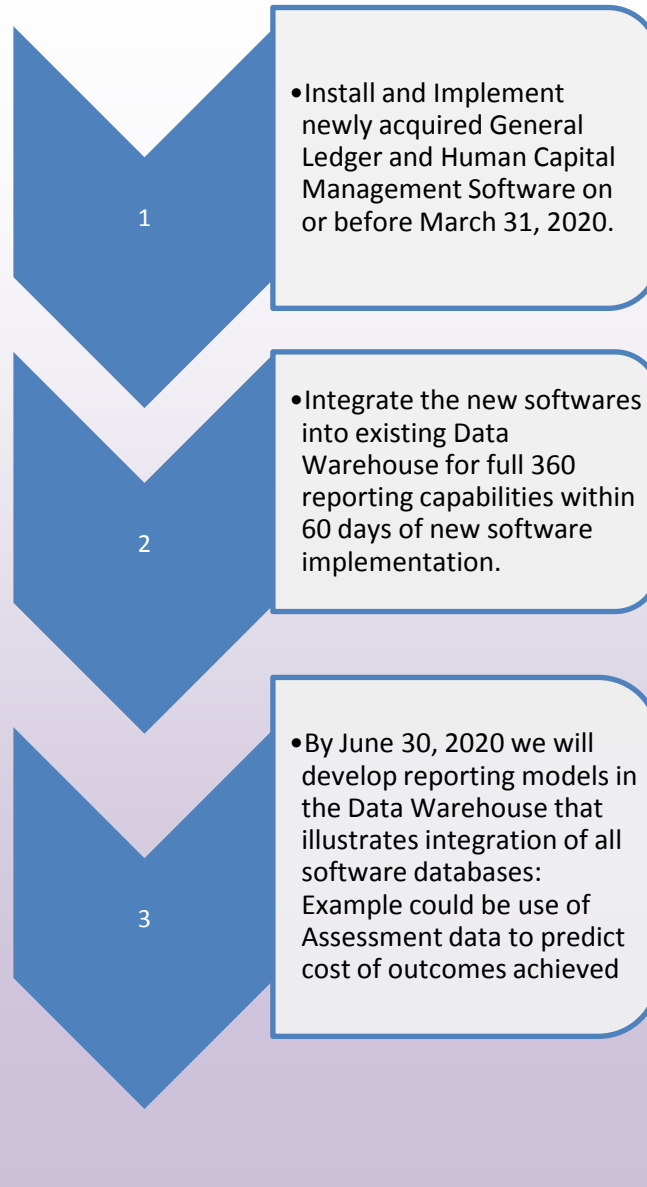 1
•Install and Implement
newly acquired General
Ledger and Human Capital
Management Software on
or before March 31, 2020.
2
•Integrate the new softwares
into existing Data
Warehouse for full 360
reporting capabilities within
60 days of new software
implementation.
3
•By June 30, 2020 we will
develop reporting models in
the Data Warehouse that
illustrates integration of all
software databases:
Example could be use of
Assessment data to predict
cost of outcomes achieved